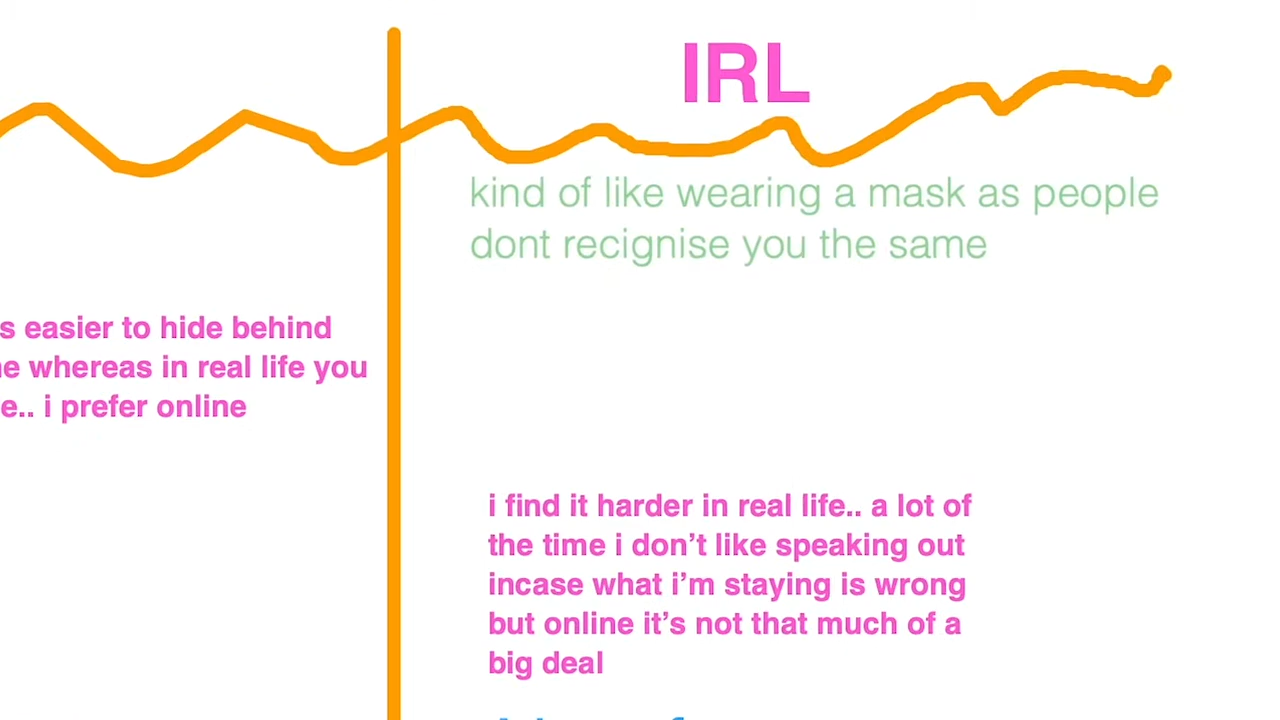 IRL
kind of like wearing a mask as people
dont recignise you the same
easier to hide behind
whereas in real life you
i prefer online
i find it harder in real life.. a lot of
the time i don’t like speaking out
incase what i’m staying is wrong
but online it’s not that much of a
big deal